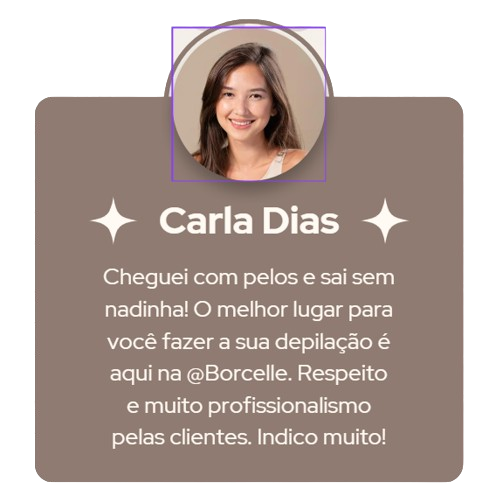 Carla Dias
Cheguei com pelos e sai sem
nadinha! O melhor lugar para
você fazer a sua depilação é
aqui na @Borcelle. Respeito
e muito profissionalismo
pelas clientes. Indico muito!